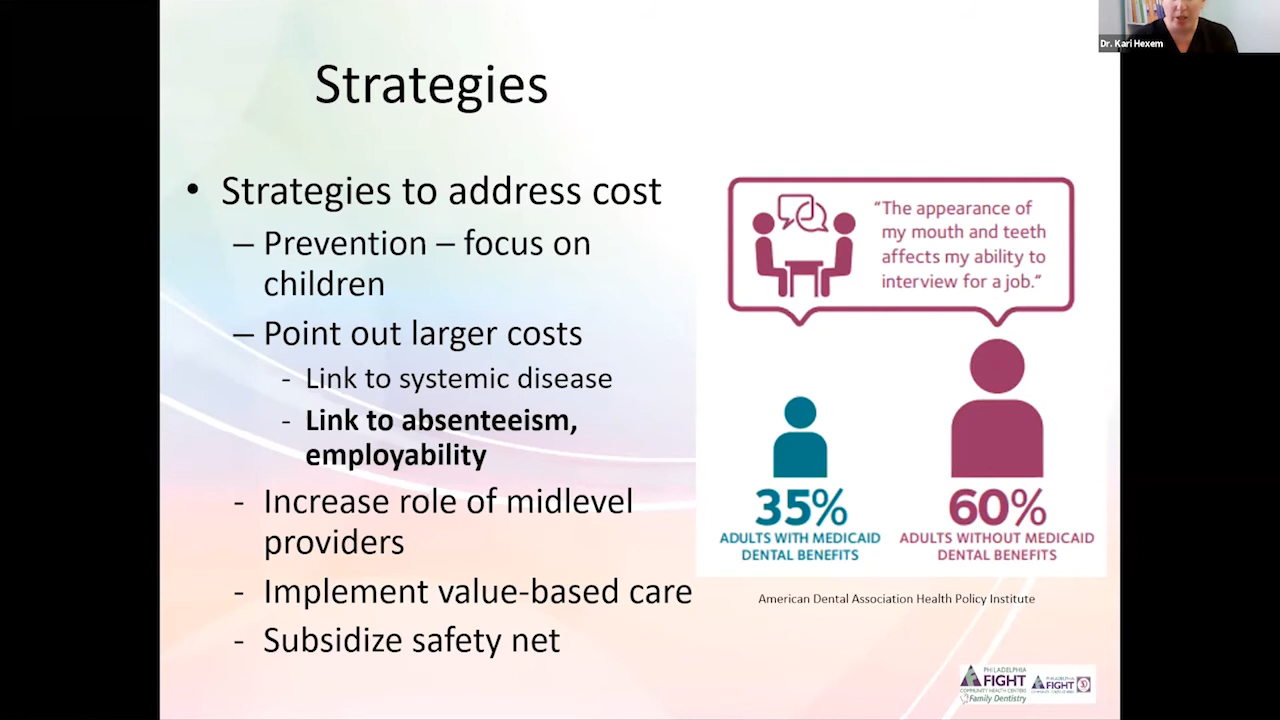 Dr. Kari Hexem
Strategies
• Strategies to address cost
– Prevention – focus on
children
– Point out larger costs
- Link to systemic disease
- Link to absenteeism,
employability
- Increase role of midlevel
providers
- Implement value-based care
- Subsidize safety net
“The appearance of
my mouth and teeth
affects my ability to
interview for a job.”
35%
ADULTS WITH MEDICAID
DENTAL BENEFITS
60%
ADULTS WITHOUT MEDICAID
DENTAL BENEFITS
American Dental Association Health Policy Institute
PHILADELPHIA
FIGHT
COMMUNITY HEALTH CENTERS
Family Dentistry
PHILADELPHIA
FIGHT